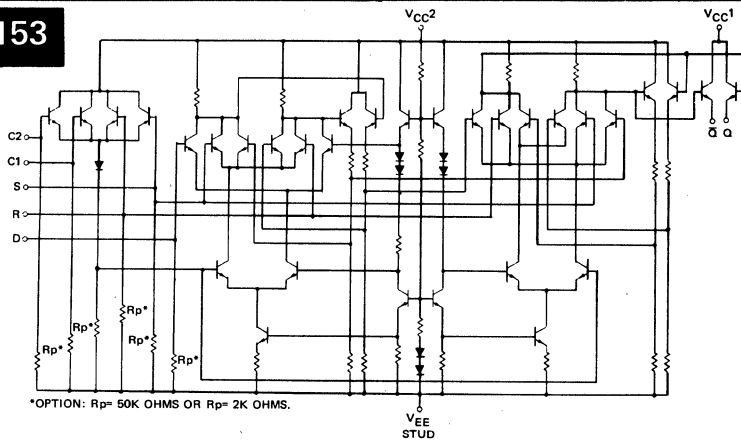 153
VCC2
VCC1
C2
C1
S
R
D
Q̅
Q
Rp*
Rp*
Rp*
Rp*
Rp*
*OPTION: Rp= 50K OHMS OR Rp= 2K OHMS.
VEE
STUD